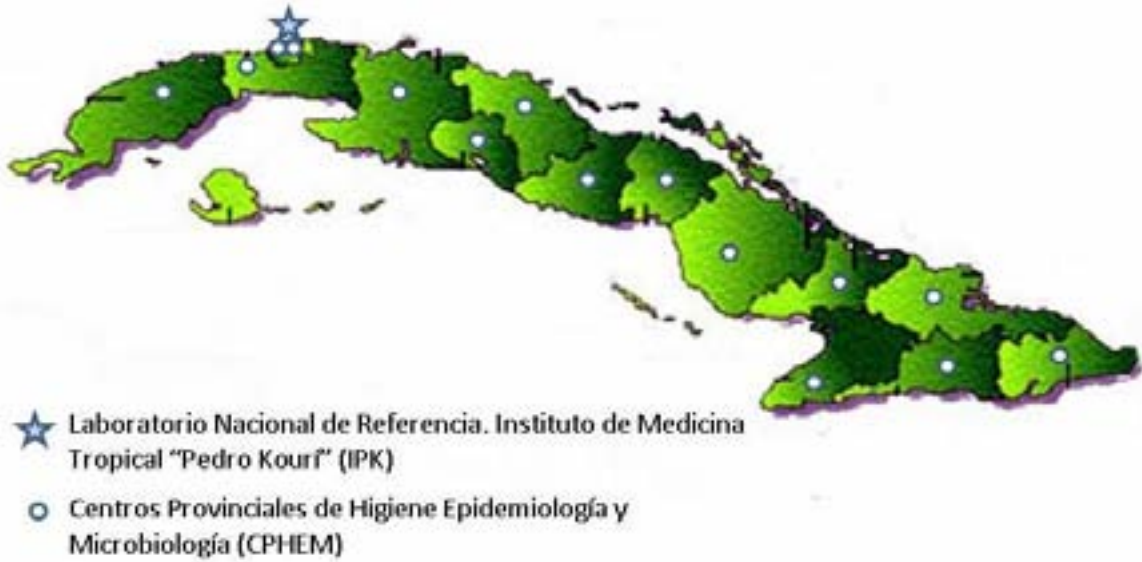 Laboratorio Nacional de Referencia. Instituto de Medicina
Tropical “Pedro Kourí” (IPK)
Centros Provinciales de Higiene Epidemiología y
Microbiología (CPHEM)